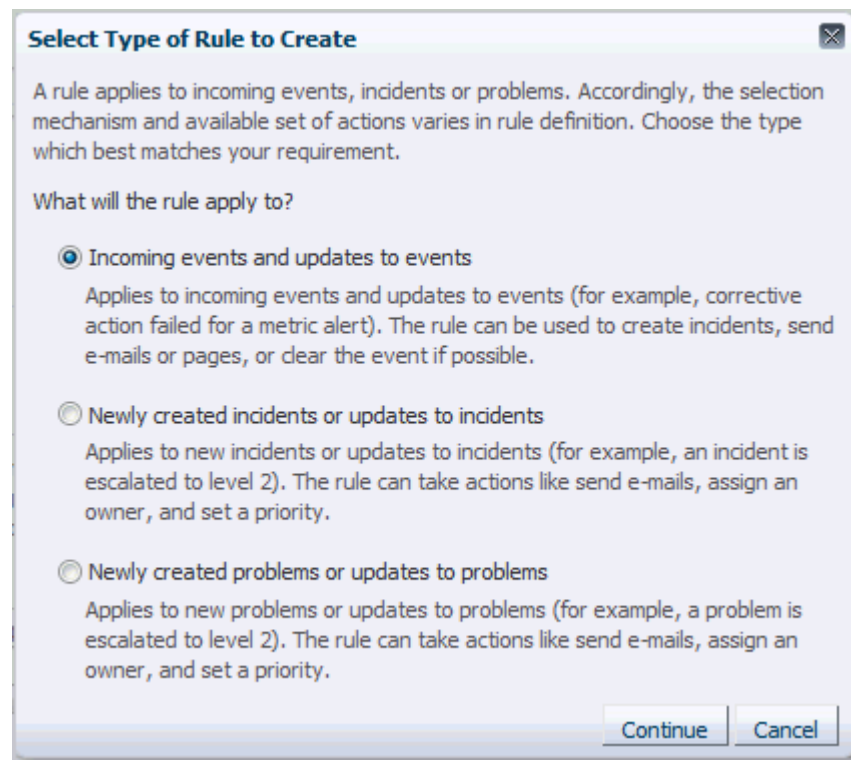 Select Type of Rule to Create
A rule applies to incoming events, incidents or problems. Accordingly, the selection
mechanism and available set of actions varies in rule definition. Choose the type
which best matches your requirement.
What will the rule apply to?
Incoming events and updates to events
Applies to incoming events and updates to events (for example, corrective
action failed for a metric alert). The rule can be used to create incidents, send
e-mails or pages, or clear the event if possible.
Newly created incidents or updates to incidents
Applies to new incidents or updates to incidents (for example, an incident is
escalated to level 2). The rule can take actions like send e-mails, assign an
owner, and set a priority.
Newly created problems or updates to problems
Applies to new problems or updates to problems (for example, a problem is
escalated to level 2). The rule can take actions like send e-mails, assign an
owner, and set a priority.
Continue Cancel